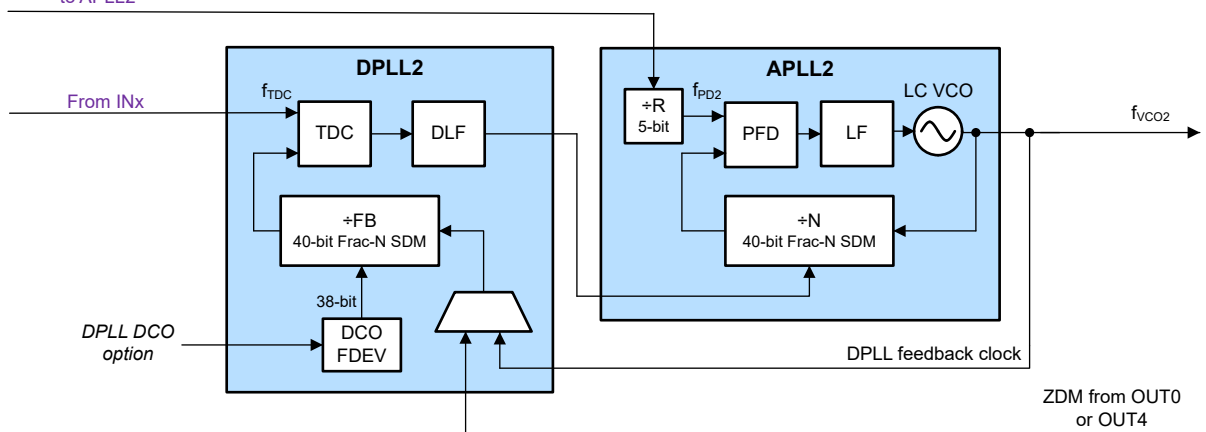 to APLL2
DPLL2
APLL2
From INx
fTDC
TDC
DLF
÷R
5-bit
fPD2
PFD
LF
LC VCO
fVCO2
÷FB
40-bit Frac-N SDM
÷N
40-bit Frac-N SDM
38-bit
DPLL DCO
option
DCO
FDEV
DPLL feedback clock
ZDM from OUT0
or OUT4